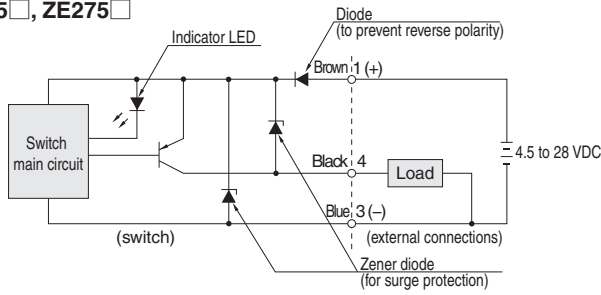 5□, ZE275□
Diode
(to prevent reverse polarity)
Indicator LED
Brown 1 (+)
Switch
main circuit
4.5 to 28 VDC
Black 4
Load
Blue 3 (–)
(switch)
(external connections)
Zener diode
(for surge protection)